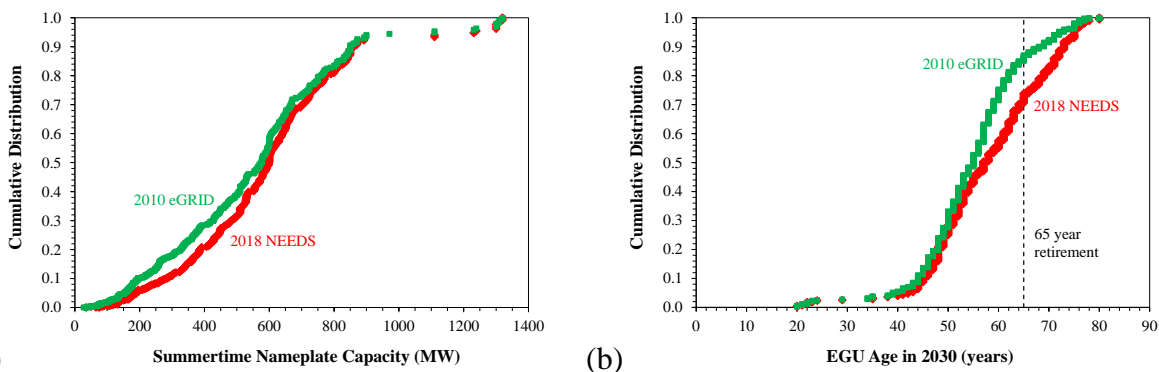 1.0
0.9
0.8
0.7
0.6
0.5
0.4
0.3
0.2
0.1
0.0
Cumulative Distribution
2010 eGRID
2018 NEEDS
0 200 400 600 800 1000 1200 1400
Summertime Nameplate Capacity (MW)
)
(b)
1.0
0.9
0.8
0.7
0.6
0.5
0.4
0.3
0.2
0.1
0.0
Cumulative Distribution
2010 eGRID
2018 NEEDS
65 year
retirement
0 10 20 30 40 50 60 70 80 90
EGU Age in 2030 (years)